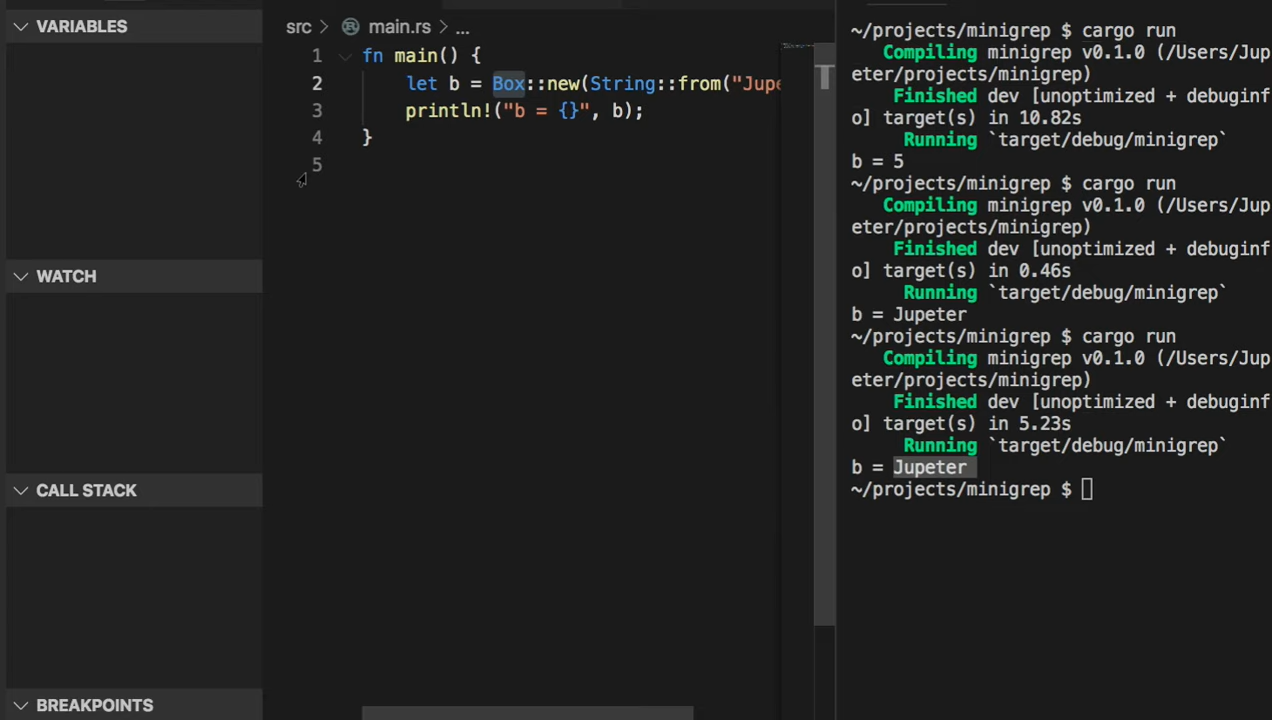 VARIABLES
WATCH
CALL STACK
BREAKPOINTS
src > main.rs > ...
1 fn main() {
2 let b = Box::new(String::from("Jupe
3 println!("b = {}", b);
4 }
5
~/projects/minigrep $ cargo run
Compiling minigrep v0.1.0 (/Users/Jup
eter/projects/minigrep)
Finished dev [unoptimized + debuginf
o] target(s) in 10.82s
Running `target/debug/minigrep`
b = 5
~/projects/minigrep $ cargo run
Compiling minigrep v0.1.0 (/Users/Jup
eter/projects/minigrep)
Finished dev [unoptimized + debuginf
o] target(s) in 0.46s
Running `target/debug/minigrep`
b = Jupeter
~/projects/minigrep $ cargo run
Compiling minigrep v0.1.0 (/Users/Jup
eter/projects/minigrep)
Finished dev [unoptimized + debuginf
o] target(s) in 5.23s
Running `target/debug/minigrep`
b = Jupeter
~/projects/minigrep $